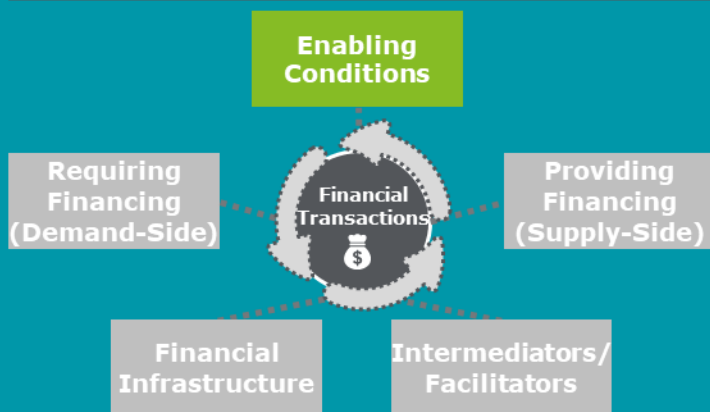 Enabling
Conditions
Requiring
Financing
(Demand-Side)
Providing
Financing
(Supply-Side)
Financial
Transactions
$
Financial
Infrastructure
Intermediators/
Facilitators